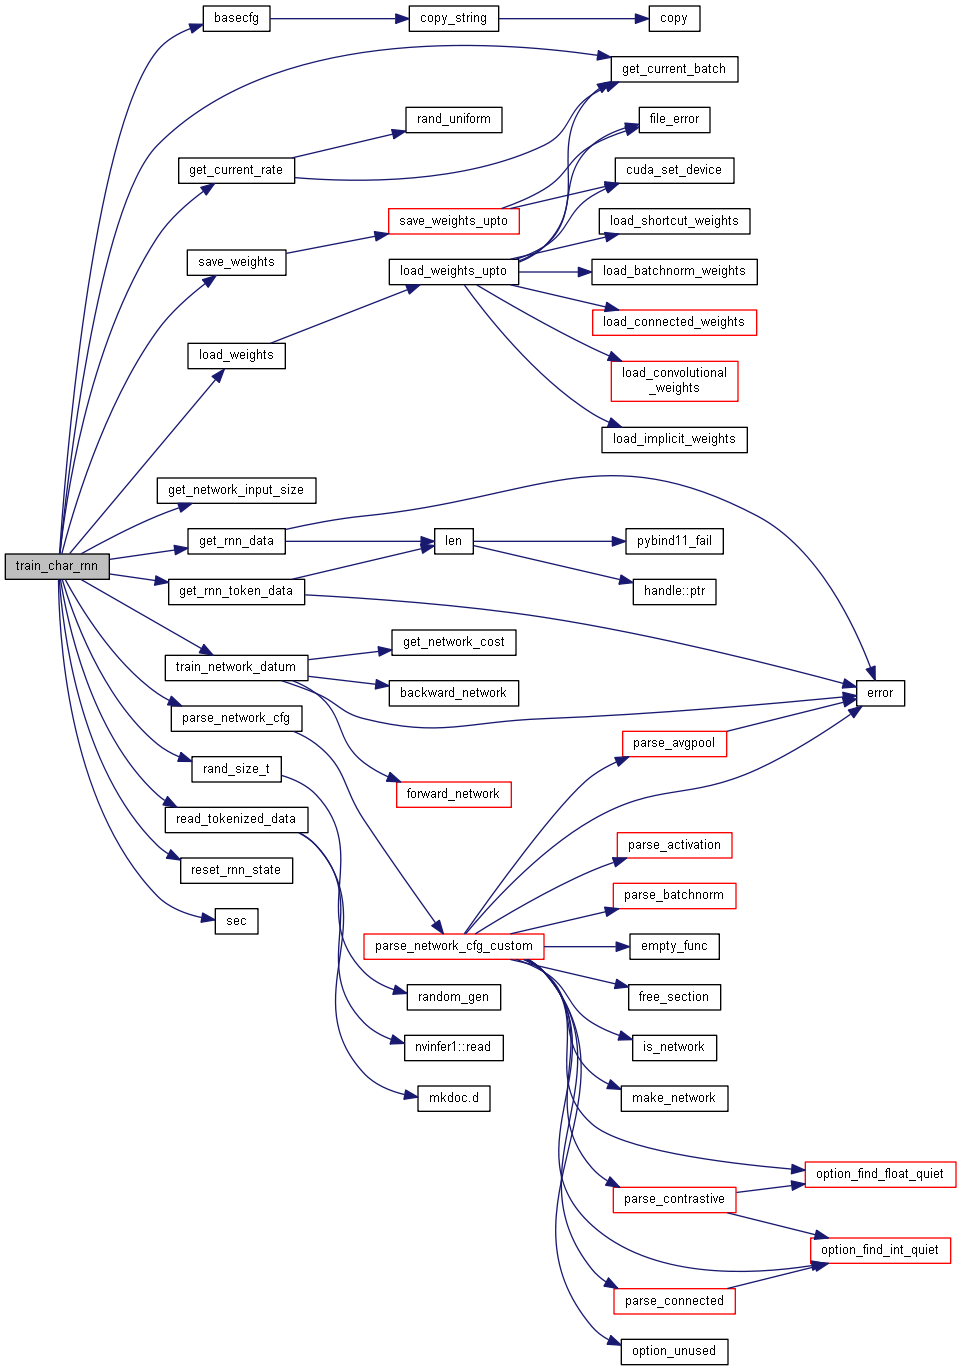 basecfg
copy_string
copy
get_current_batch
rand_uniform
file_error
get_current_rate
cuda_set_device
save_weights_upto
load_shortcut_weights
save_weights
load_weights_upto
load_batchnorm_weights
load_connected_weights
load_weights
load_convolutional
_weights
load_implicit_weights
get_network_input_size
get_rnn_data
len
pybind11_fail
train_char_rnn
get_rnn_token_data
handle::ptr
get_network_cost
train_network_datum
backward_network
error
parse_network_cfg
parse_avgpool
rand_size_t
forward_network
read_tokenized_data
parse_activation
reset_rnn_state
parse_batchnorm
sec
parse_network_cfg_custom
empty_func
random_gen
free_section
nvinfer1::read
is_network
mkdoc.d
make_network
option_find_float_quiet
parse_contrastive
option_find_int_quiet
parse_connected
option_unused